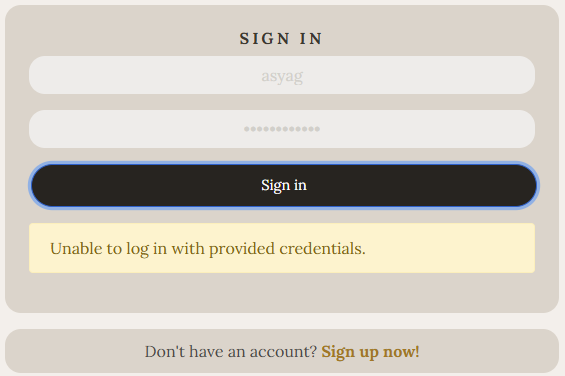 SIGN IN
asyag
••••••••••••
Sign in
Unable to log in with provided credentials.
Don't have an account? Sign up now!